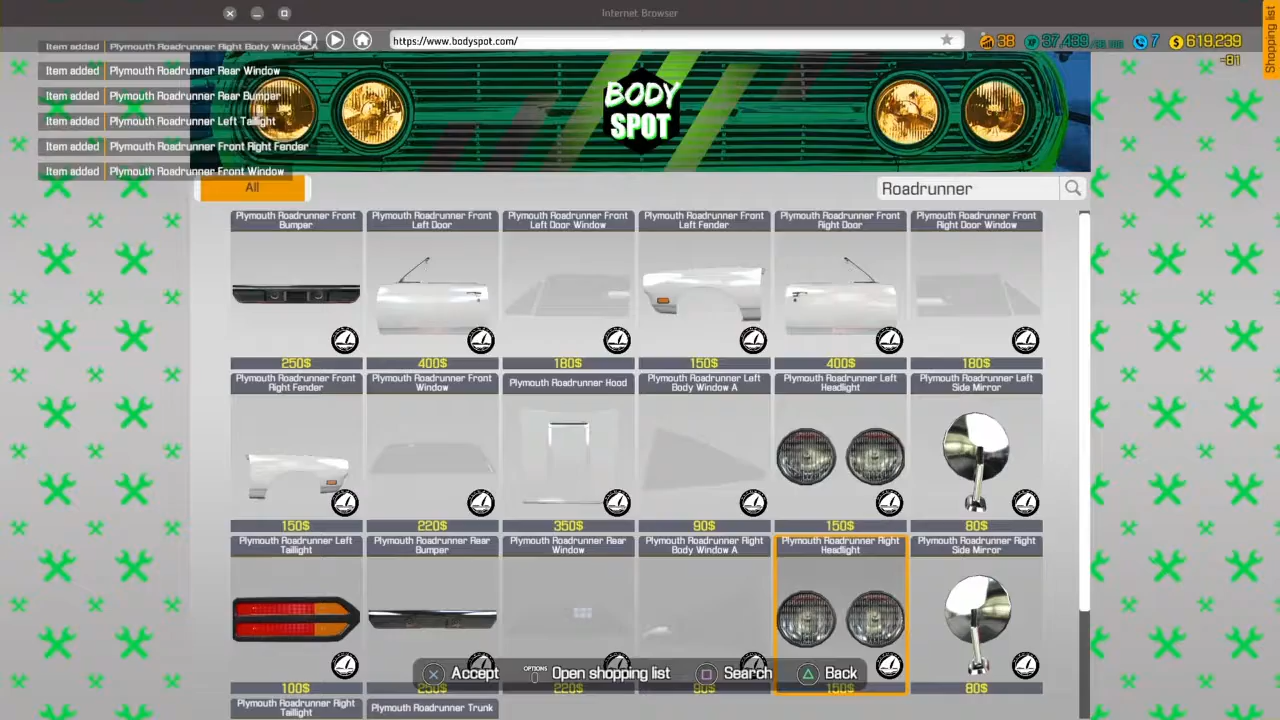 Internet Browser
https://www.bodyspot.com/
38
7
619,239
-81
Shopping list
Item added Plymouth Roadrunner Right Body Window A
Item added Plymouth Roadrunner Rear Window
Item added Plymouth Roadrunner Rear Bumper
Item added Plymouth Roadrunner Left Taillight
Item added Plymouth Roadrunner Front Right Fender
Item added Plymouth Roadrunner Front Window
BODY
SPOT
All
Roadrunner
Plymouth Roadrunner Front
Bumper
Plymouth Roadrunner Front
Left Door
Plymouth Roadrunner Front
Left Door Window
Plymouth Roadrunner Front
Left Fender
Plymouth Roadrunner Front
Right Door
Plymouth Roadrunner Front
Right Door Window
250$
400$
180$
150$
400$
180$
Plymouth Roadrunner Front
Right Fender
Plymouth Roadrunner Front
Window
Plymouth Roadrunner Hood
Plymouth Roadrunner Left
Body Window A
Plymouth Roadrunner Left
Headlight
Plymouth Roadrunner Left
Side Mirror
150$
220$
350$
90$
150$
80$
Plymouth Roadrunner Left
Taillight
Plymouth Roadrunner Rear
Bumper
Plymouth Roadrunner Rear
Window
Plymouth Roadrunner Right
Body Window A
Plymouth Roadrunner Right
Headlight
Plymouth Roadrunner Right
Side Mirror
Accept
OPTIONS
Open shopping list
Search
Back
100$
250$
220$
90$
150$
80$
Plymouth Roadrunner Right
Taillight
Plymouth Roadrunner Trunk